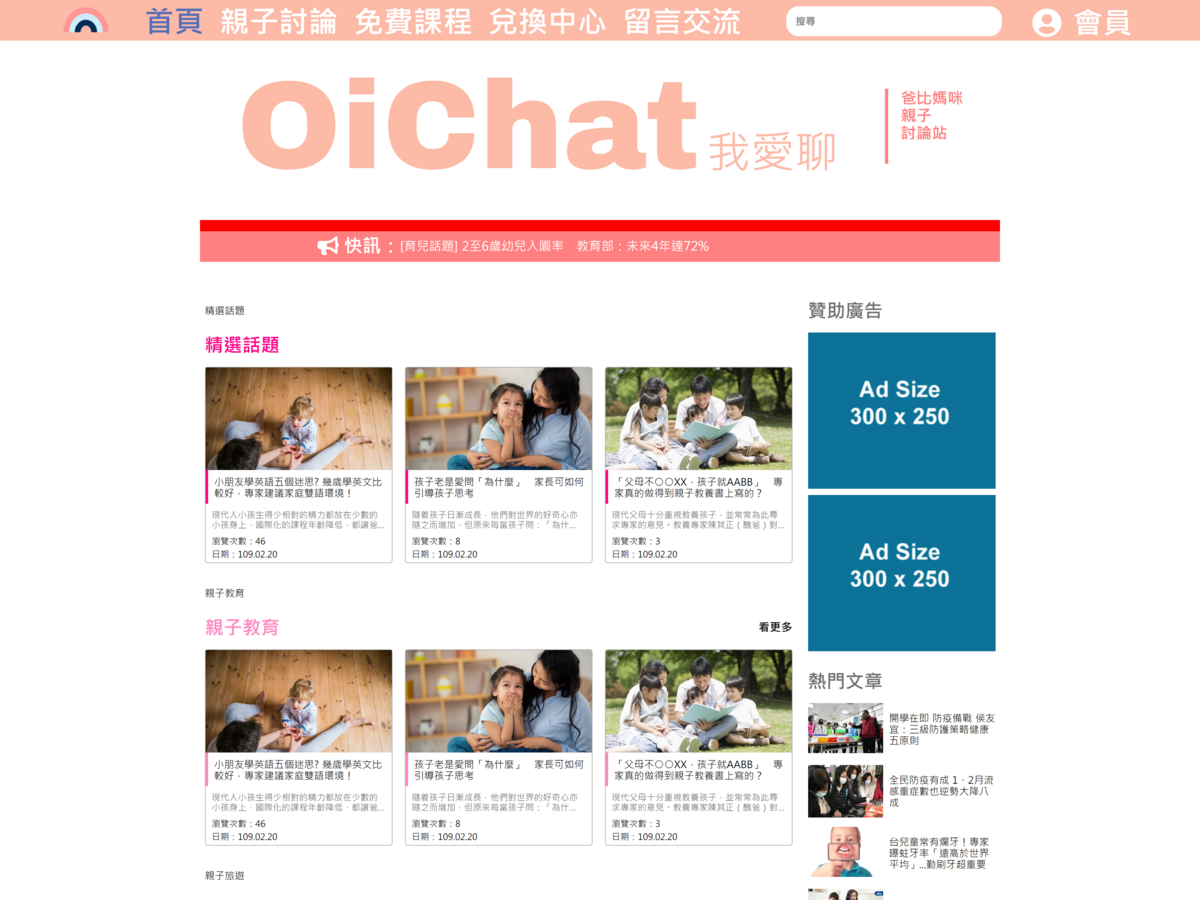 首頁 親子討論 免費課程 兌換中心 留言交流
搜尋
會員
OiChat 我愛聊
爸比媽咪
親子
討論站
快訊：[育兒話題] 2至6歲幼兒入園率　教育部：未來4年達72%
精選話題
精選話題
小朋友學英語五個迷思? 幾歲學英文比
較好，專家建議家庭雙語環境！
現代人小孩生得少相對的精力都放在少數的
小孩身上，國際化的課程年齡降低，都讓爸...
瀏覽次數：46
日期：109.02.20
孩子老是愛問「為什麼」　家長可如何
引導孩子思考
隨着孩子日漸成長，他們對世界的好奇心亦
隨之而增加，但原來每當孩子問：「為什...
瀏覽次數：8
日期：109.02.20
「父母不〇〇XX，孩子就AABB」　專
家真的做得到親子教養書上寫的？
現代父母十分重視教養孩子，並常常為此尋
求專家的意見。教養專家陳其正（醜爸）對...
瀏覽次數：3
日期：109.02.20
親子教育
親子教育
看更多
小朋友學英語五個迷思? 幾歲學英文比
較好，專家建議家庭雙語環境！
現代人小孩生得少相對的精力都放在少數的
小孩身上，國際化的課程年齡降低，都讓爸...
瀏覽次數：46
日期：109.02.20
孩子老是愛問「為什麼」　家長可如何
引導孩子思考
隨着孩子日漸成長，他們對世界的好奇心亦
隨之而增加，但原來每當孩子問：「為什...
瀏覽次數：8
日期：109.02.20
「父母不〇〇XX，孩子就AABB」　專
家真的做得到親子教養書上寫的？
現代父母十分重視教養孩子，並常常為此尋
求專家的意見。教養專家陳其正（醜爸）對...
瀏覽次數：3
日期：109.02.20
親子旅遊
贊助廣告
Ad Size
300 x 250
Ad Size
300 x 250
熱門文章
開學在即 防疫備戰 侯友
宜：三級防護策略健康
五原則
全民防疫有成 1、2月流
感重症數也逆勢大降八
成
台兒童常有爛牙！專家
曝蛀牙率「遠高於世界
平均」...勤刷牙超重要